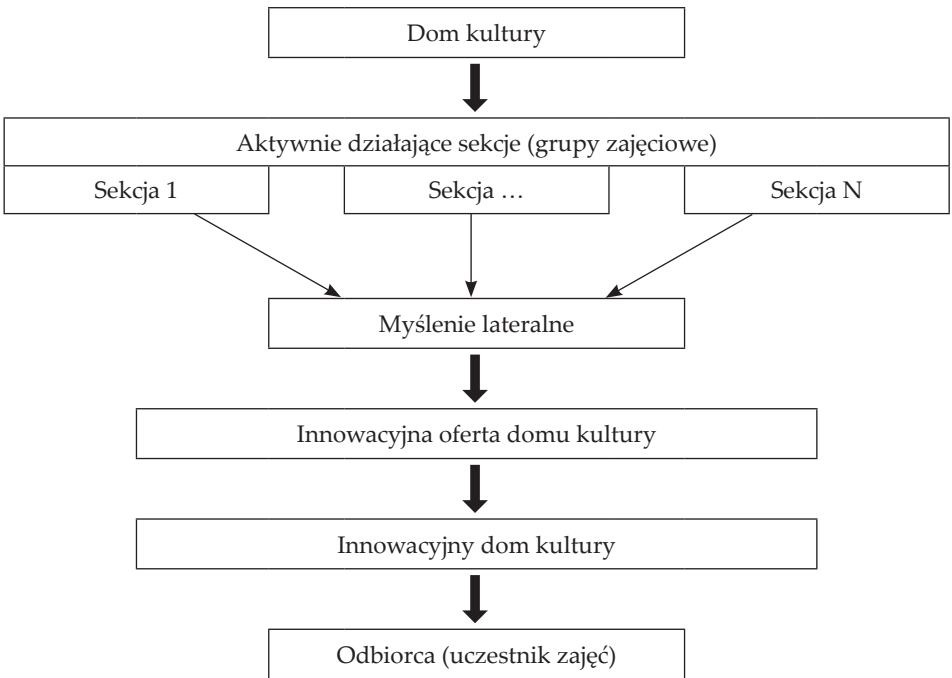 Dom kultury
Aktywnie działające sekcje (grupy zajęciowe)
Sekcja 1
Sekcja …
Sekcja N
Myślenie lateralne
Innowacyjna oferta domu kultury
Innowacyjny dom kultury
Odbiorca (uczestnik zajęć)